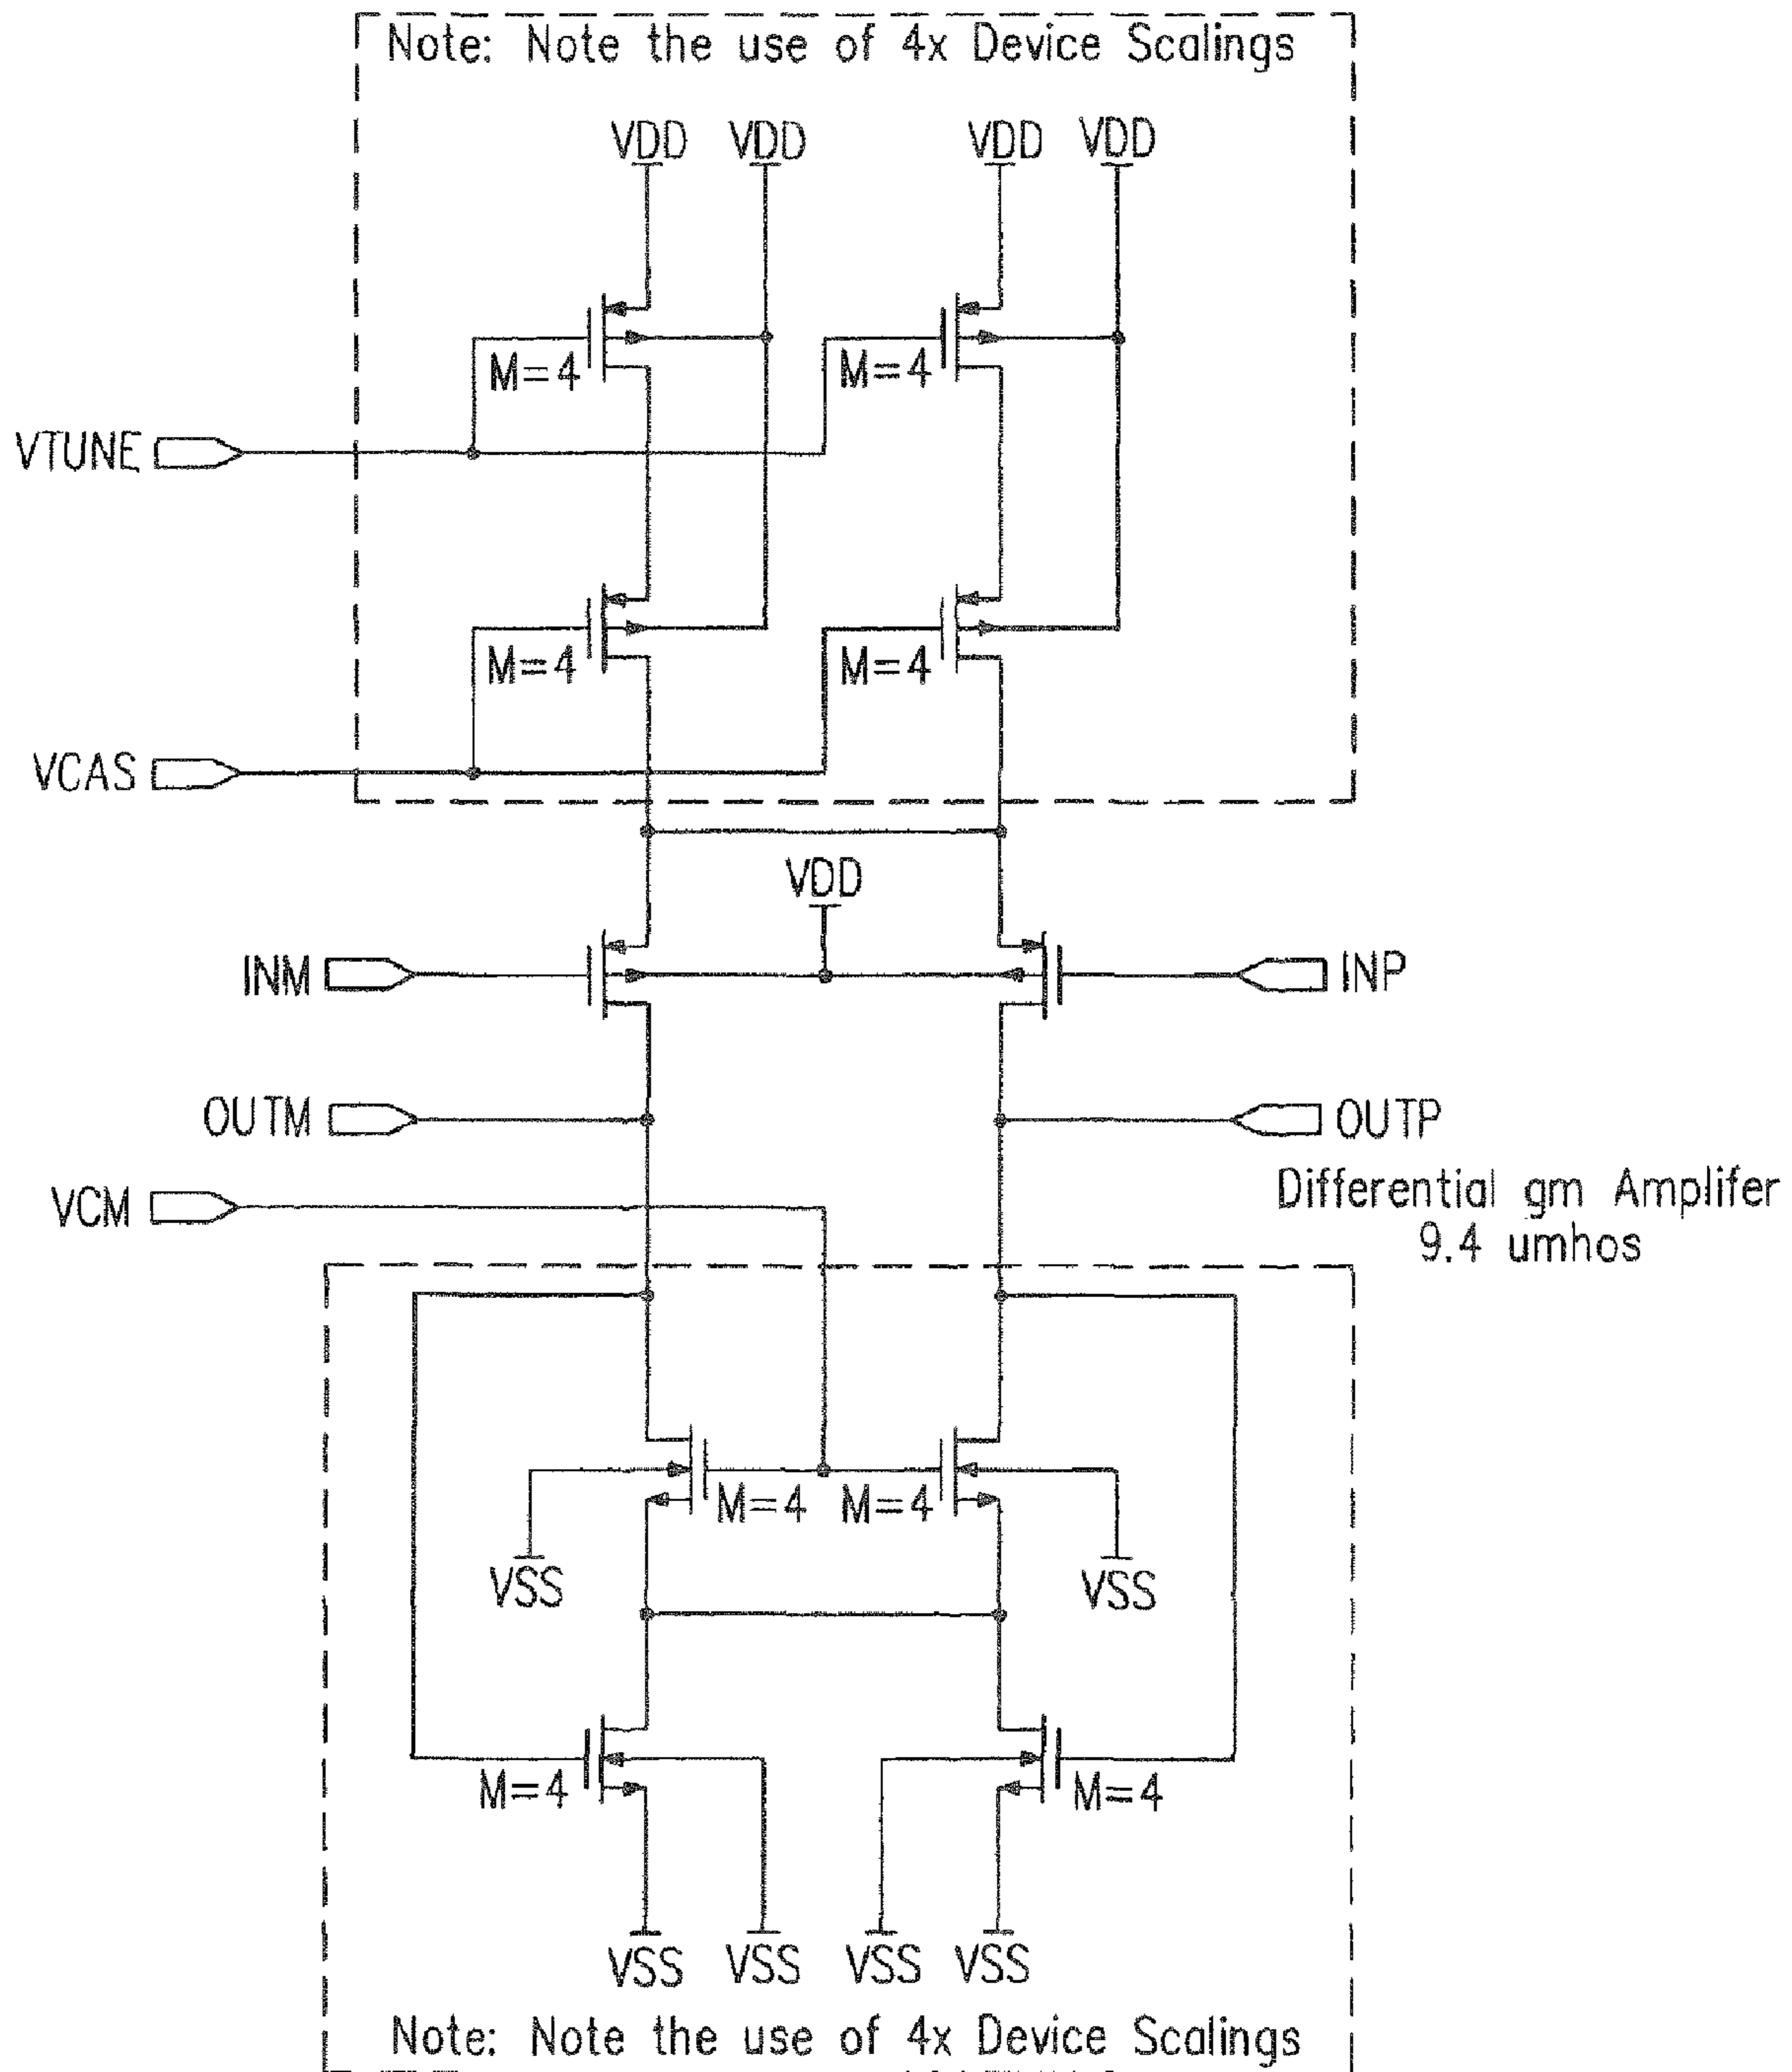 Note: Note the use of 4x Device Scalings
VDD VDD VDD VDD
M=4 M=4
VTUNE
M=4 M=4
VCAS
VDD
INM INP
OUTM OUTP
VCM
Differential gm Amplifer
9.4 umhos
M=4 M=4
VSS VSS
M=4 M=4
VSS VSS VSS VSS
Note: Note the use of 4x Device Scalings